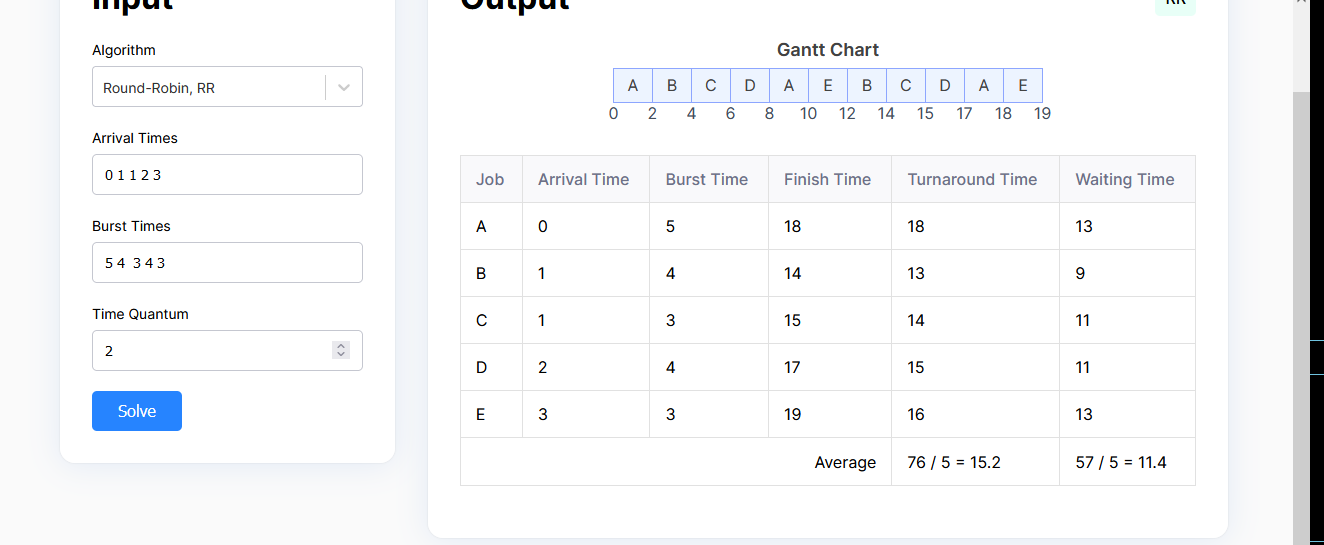 Input
Algorithm
Round-Robin, RR
Arrival Times
0 1 1 2 3
Burst Times
5 4  3 4 3
Time Quantum
2
Solve
Output
RR
Gantt Chart
A B C D A E B C D A E
0 2 4 6 8 10 12 14 15 17 18 19
Job Arrival Time Burst Time Finish Time Turnaround Time Waiting Time
A 0 5 18 18 13
B 1 4 14 13 9
C 1 3 15 14 11
D 2 4 17 15 11
E 3 3 19 16 13
Average 76 / 5 = 15.2 57 / 5 = 11.4